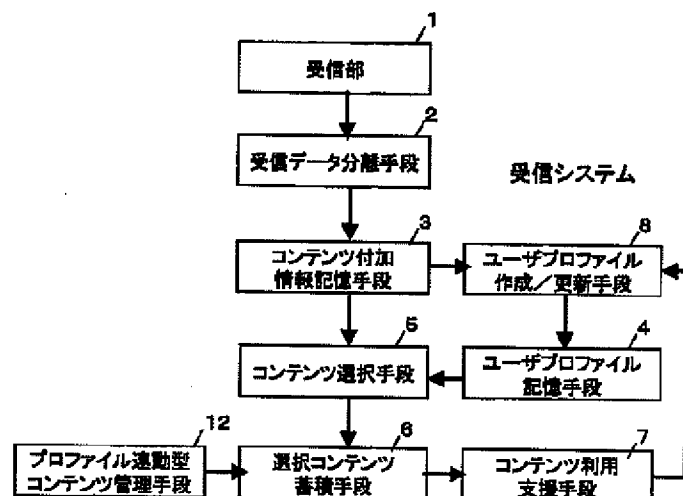 1
受信部
2
受信データ分離手段
受信システム
3
コンテンツ付加
情報記憶手段
8
ユーザプロファイル
作成／更新手段
5
コンテンツ選択手段
4
ユーザプロファイル
記憶手段
12
プロファイル連動型
コンテンツ管理手段
6
選択コンテンツ
蓄積手段
7
コンテンツ利用
支援手段